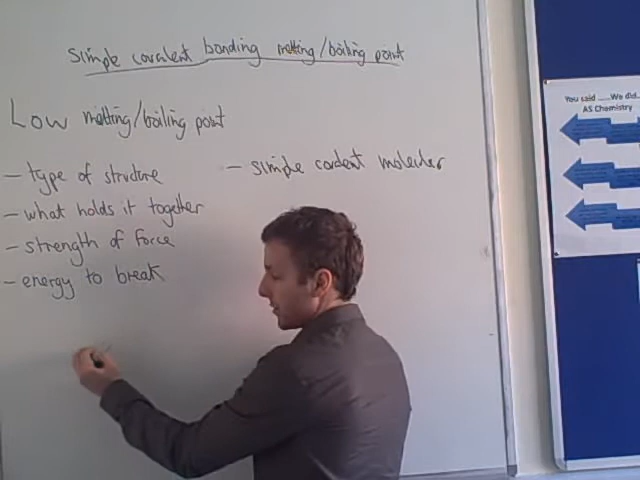 Simple covalent bonding melting/boiling point
Low melting/boiling point
- type of structure
- simple covalent molecular
- what holds it together
- strength of force
- energy to break
You said ....We did..
AS Chemistry